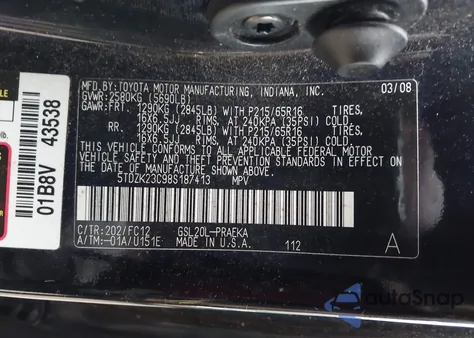 MFD. BY: TOYOTA MOTOR MANUFACTURING, INDIANA, INC. 03/08
GVWR: 2580KG (5690LB)
GAWR: FRT. 1290KG (2845LB) WITH P215/65R16 TIRES,
16X6.5JJ RIMS, AT 240KPA (35PSI) COLD
RR. 1290KG (2845LB) WITH P215/65R16 TIRES,
16X6.5JJ RIMS, AT 240KPA (35PSI) COLD
THIS VEHICLE CONFORMS TO ALL APPLICABLE FEDERAL MOTOR
VEHICLE SAFETY AND THEFT PREVENTION STANDARDS IN EFFECT
ON THE DATE OF MANUFACTURE SHOWN ABOVE.
5TDZK23C98S187413 MPV
C/TR:202/FC12 GSL20L-PRAEKA
A/TM:-01A/U151E MADE IN U.S.A. 112 A
01B8V 43538
lb.
autoSnap